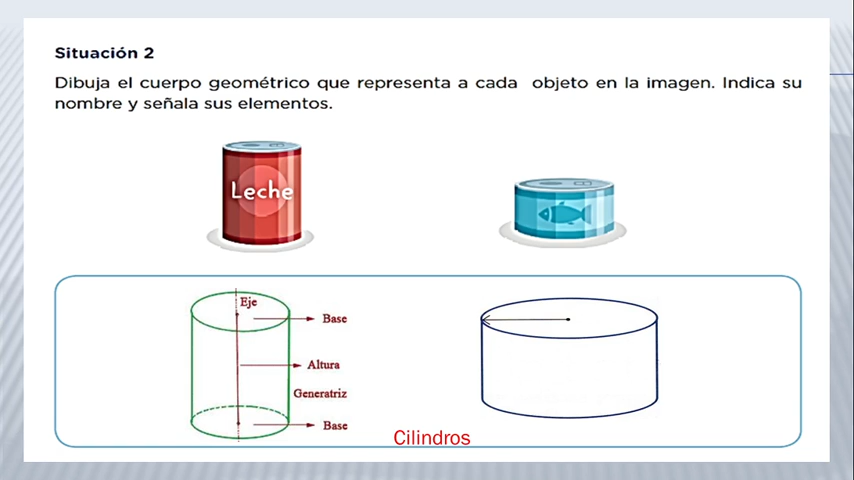 Situación 2
Dibuja el cuerpo geométrico que representa a cada objeto en la imagen. Indica su
nombre y señala sus elementos.
Leche
Eje
Base
Altura
Generatriz
Base
Cilindros